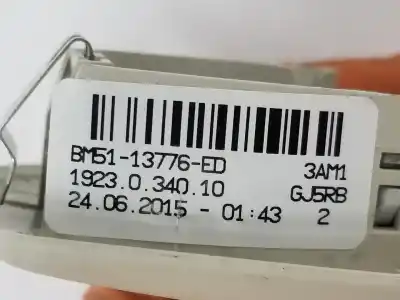 BM51-13776-ED 3AM1
1923.0.340.10 GJ5RB
24.06.2015 - 01:43 2